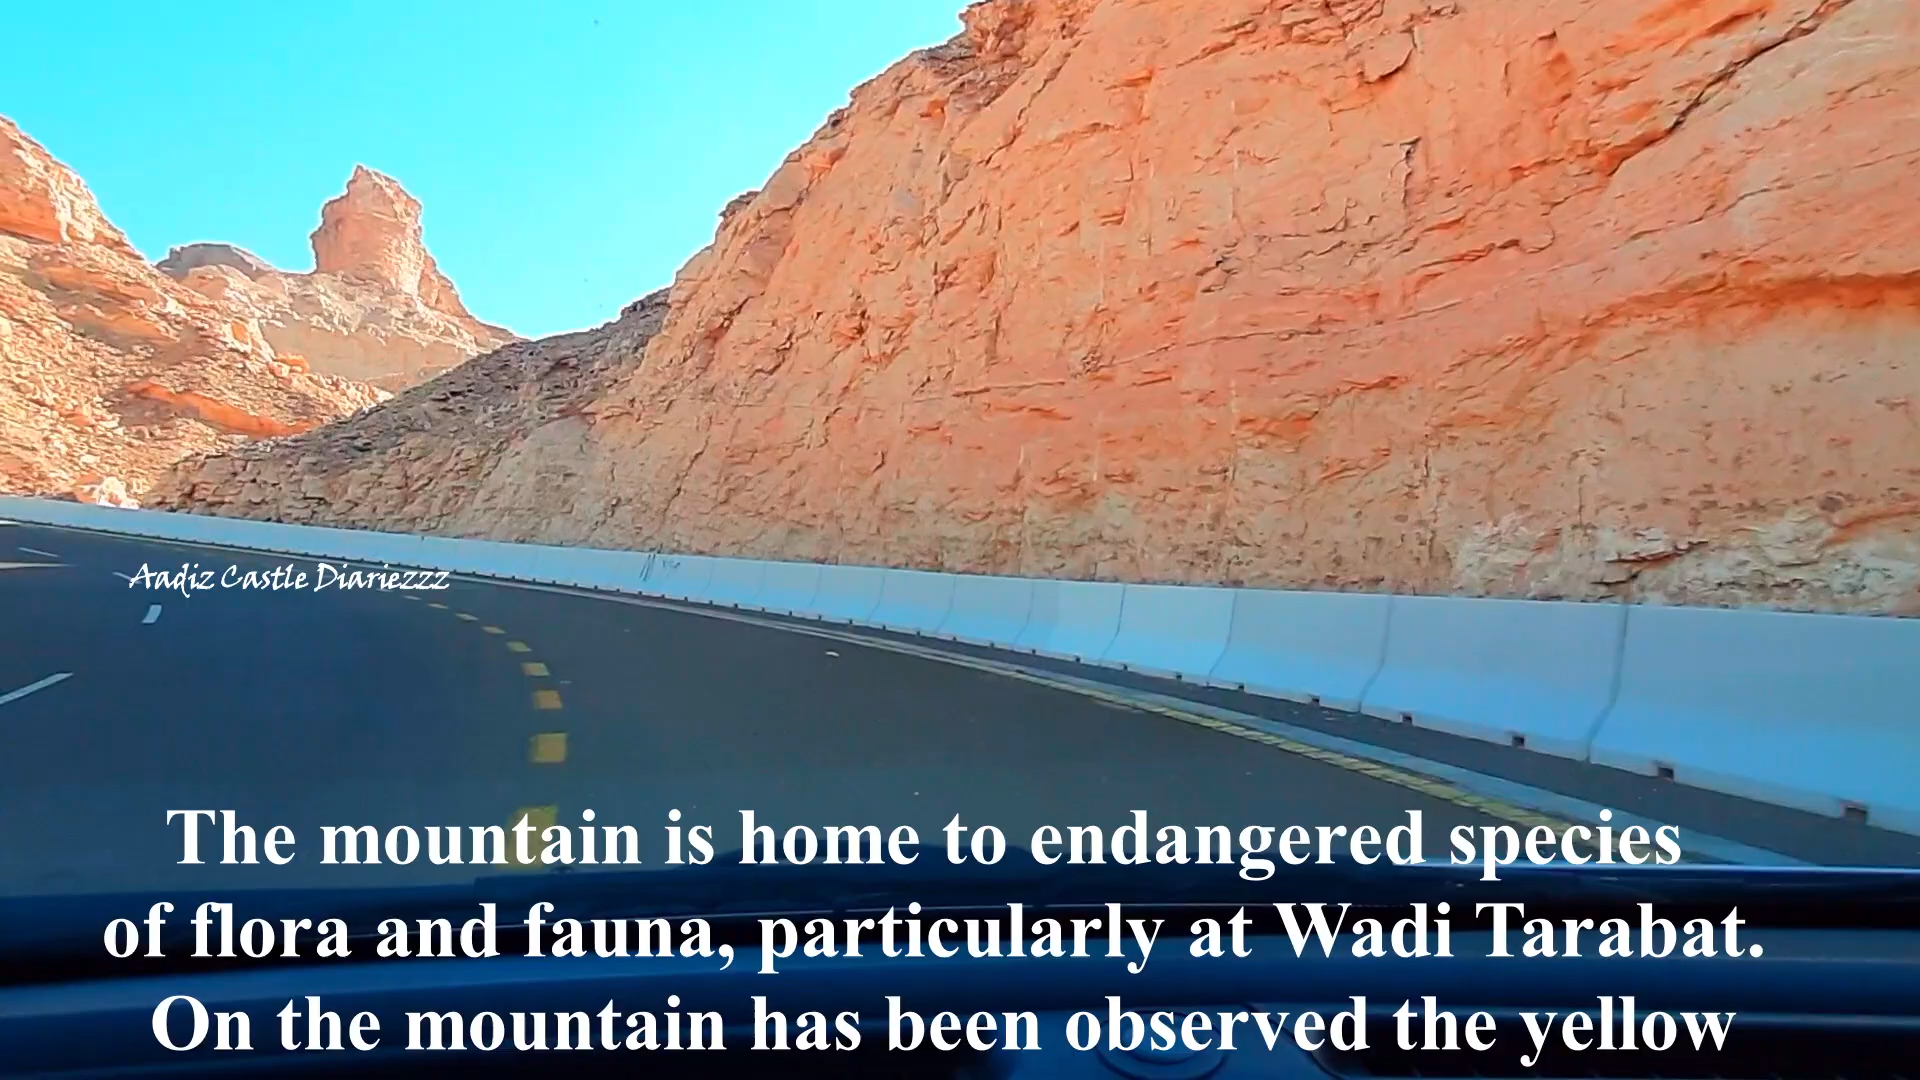 Aadiz Castle Diariezzz
The mountain is home to endangered species
of flora and fauna, particularly at Wadi Tarabat.
On the mountain has been observed the yellow